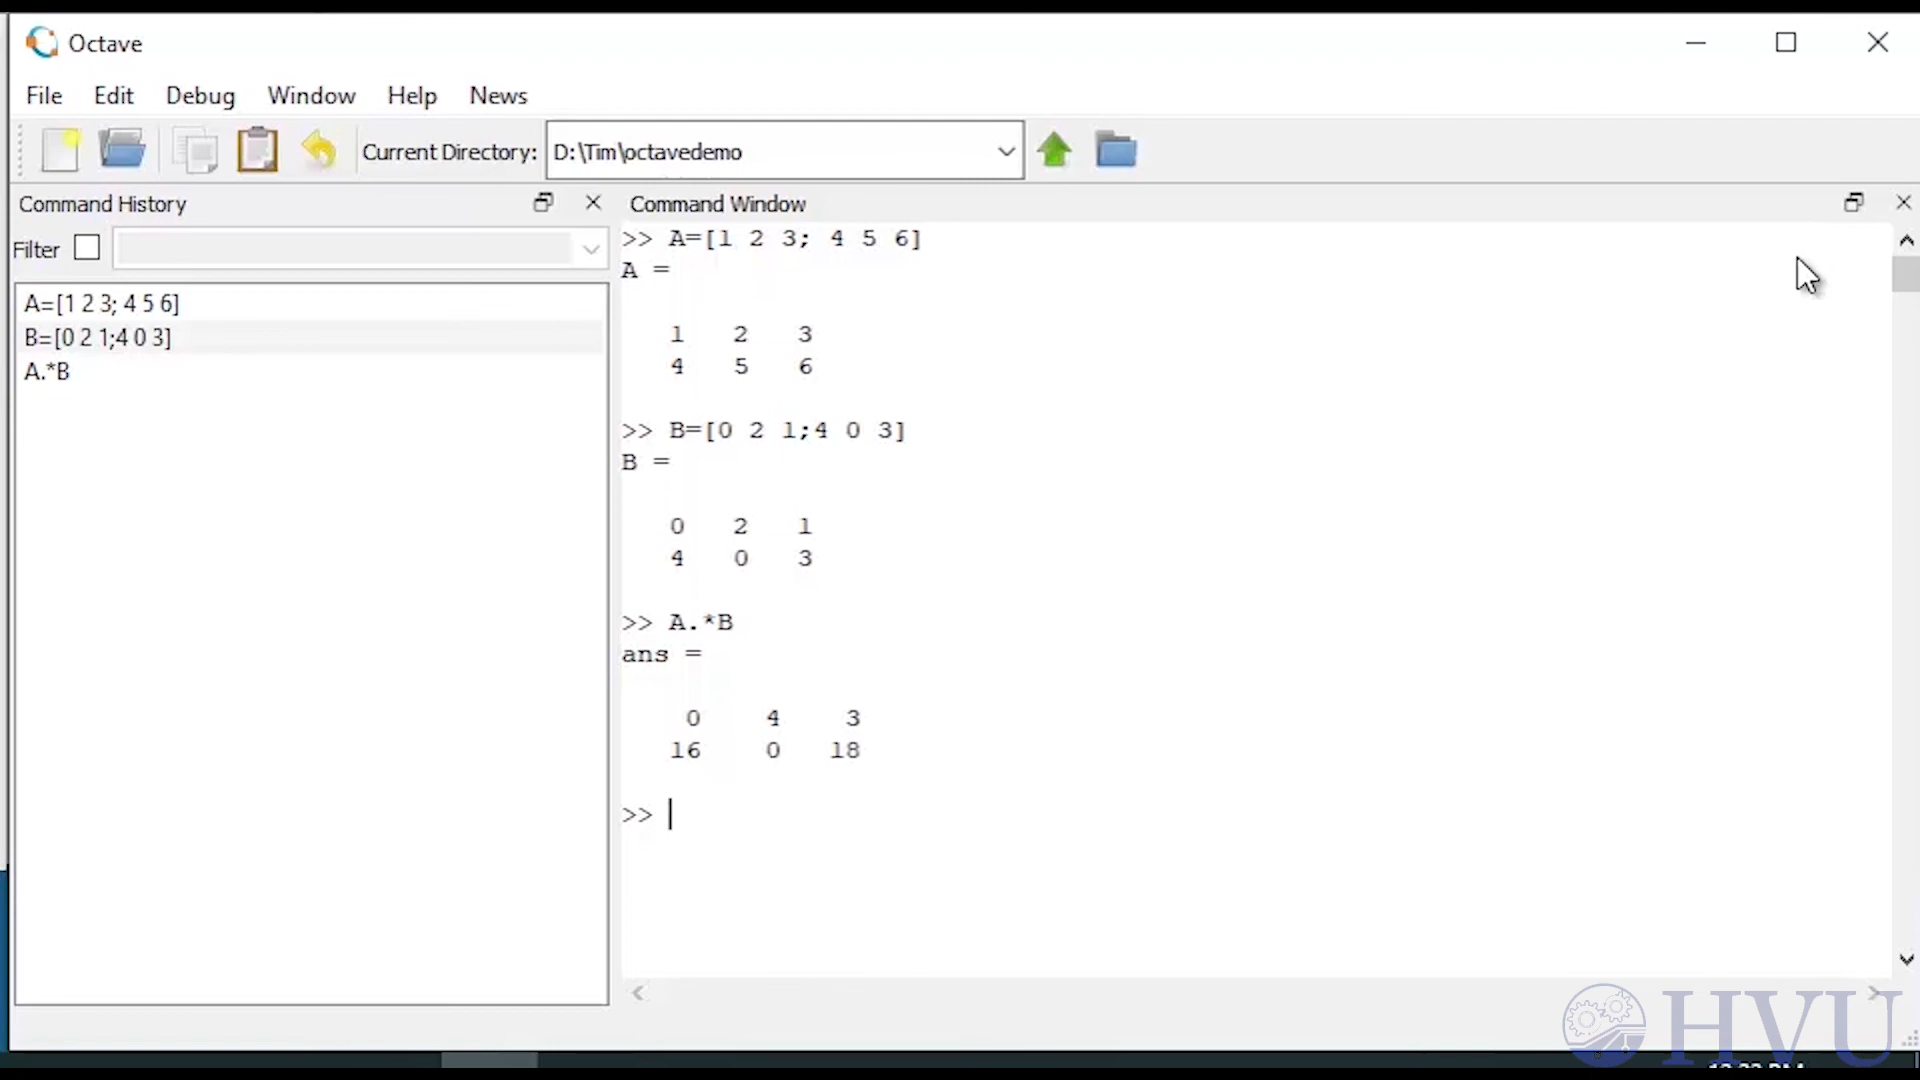 Octave
File Edit Debug Window Help News
Current Directory: D:\Tim\octavedemo
Command History
Filter
A=[1 2 3; 4 5 6]
B=[0 2 1;4 0 3]
A.*B
Command Window
>> A=[1 2 3; 4 5 6]
A =
1 2 3
4 5 6
>> B=[0 2 1;4 0 3]
B =
0 2 1
4 0 3
>> A.*B
ans =
0 4 3
16 0 18
>>
HVU